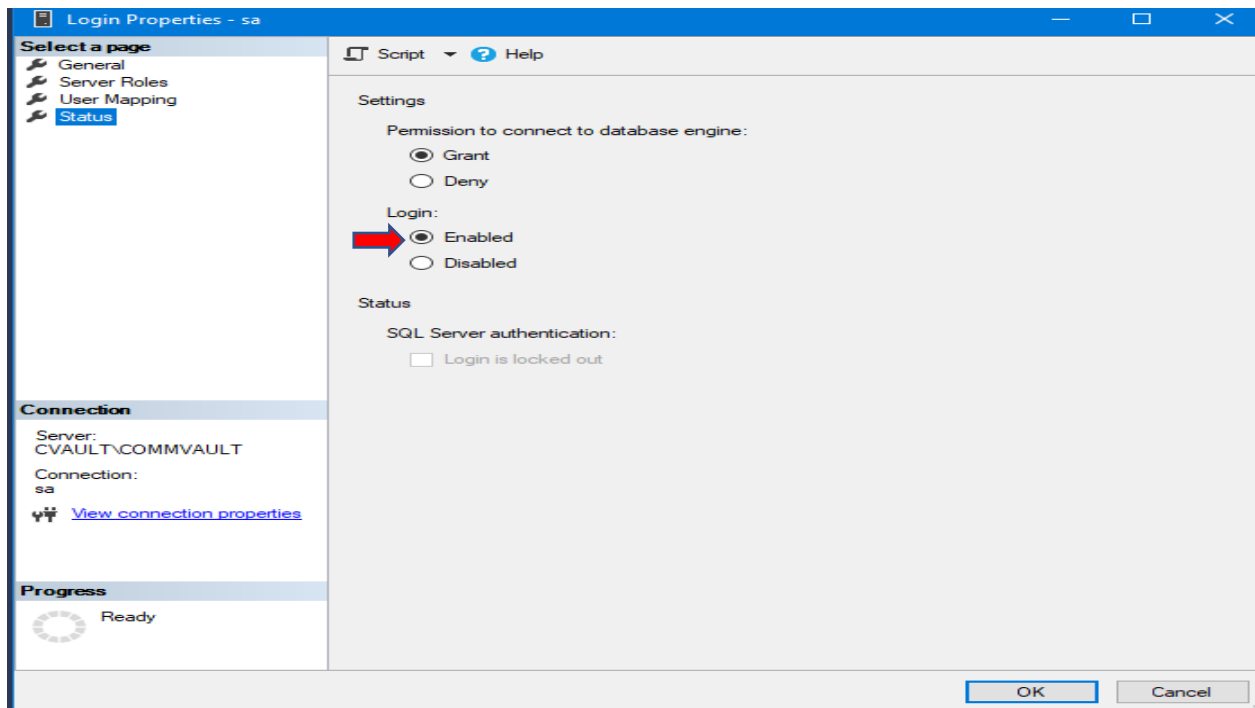 Login Properties - sa
Select a page
General
Server Roles
User Mapping
Status
Script
Help
Settings
Permission to connect to database engine:
Grant
Deny
Login:
Enabled
Disabled
Status
SQL Server authentication:
Login is locked out
Connection
Server:
CVAULT\COMMVAULT
Connection:
sa
View connection properties
Progress
Ready
OK
Cancel